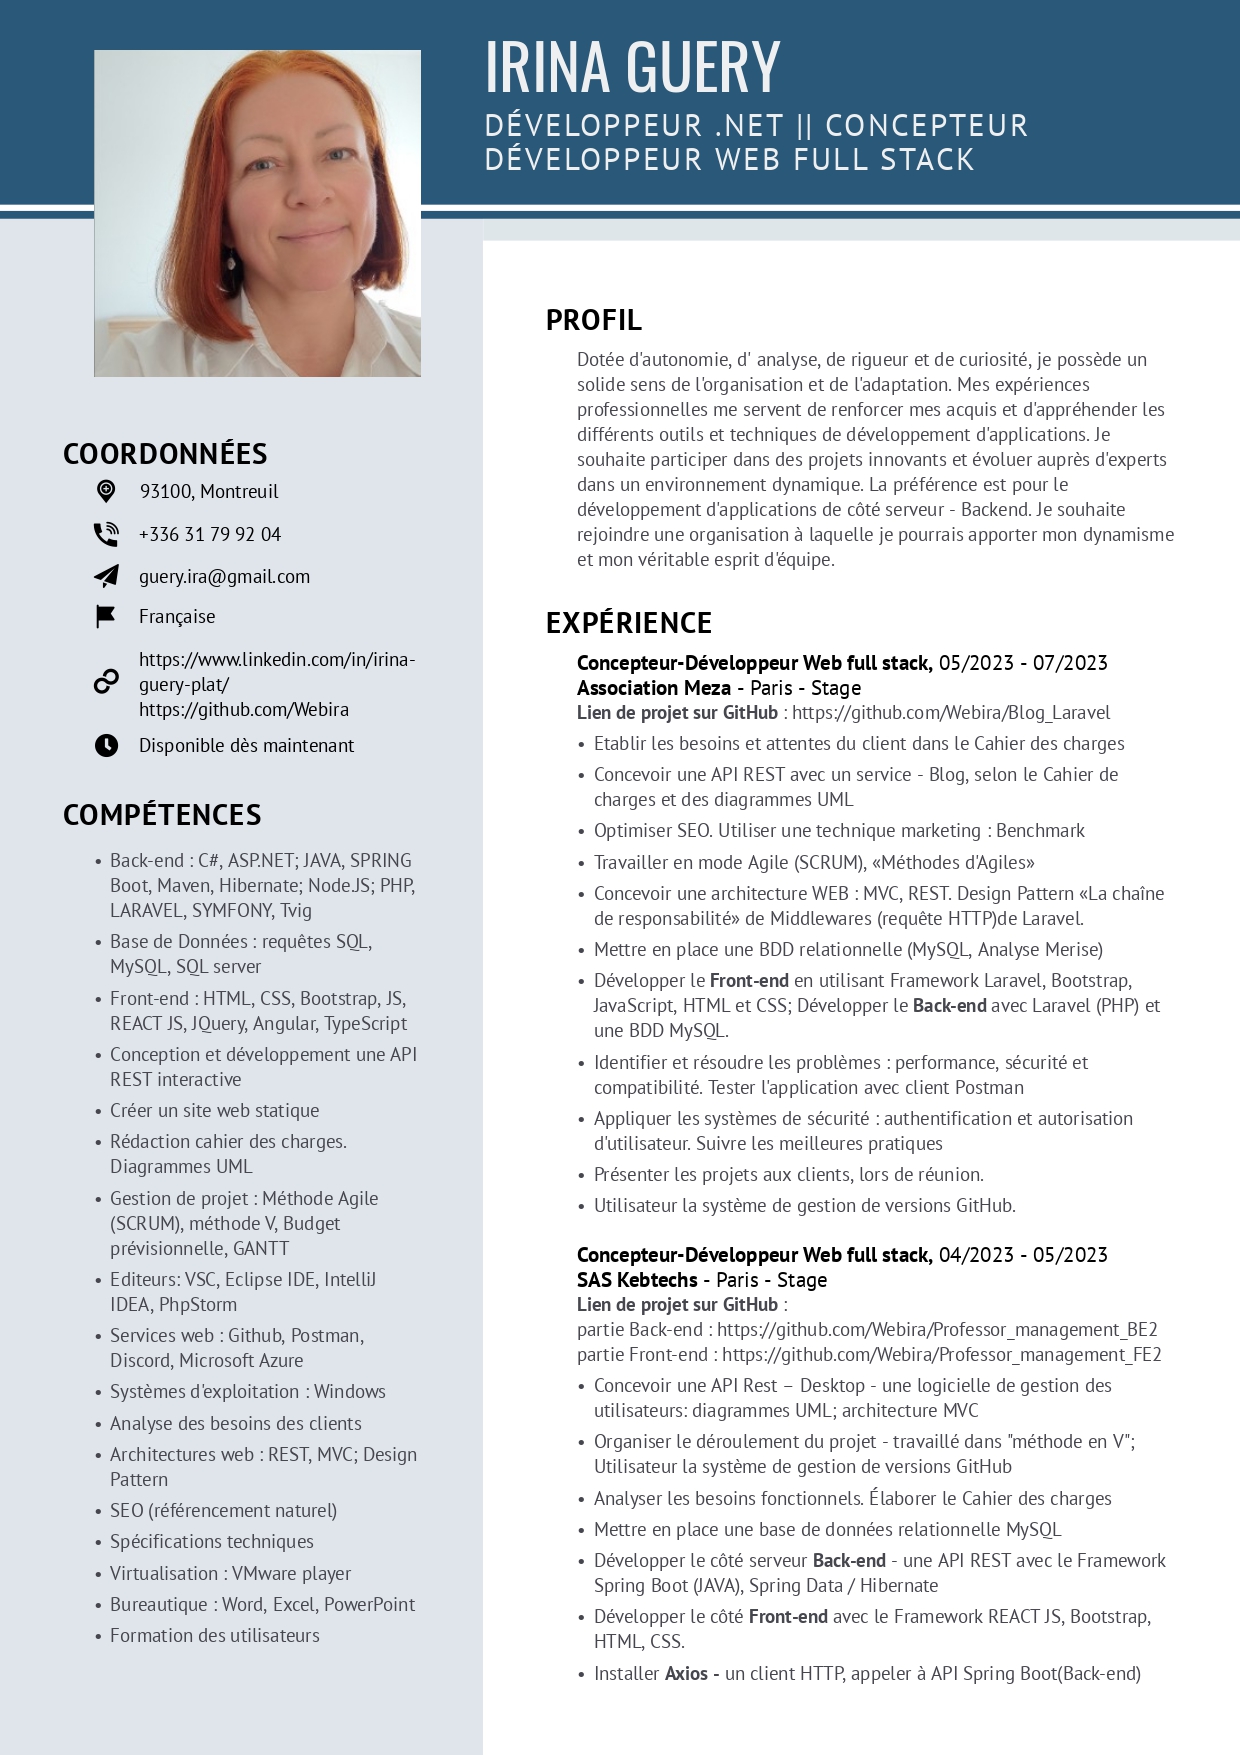 IRINA GUERY
DÉVELOPPEUR .NET || CONCEPTEUR
DÉVELOPPEUR WEB FULL STACK
COORDONNÉES
93100, Montreuil
+336 31 79 92 04
guery.ira@gmail.com
Française
https://www.linkedin.com/in/irina-
guery-plat/
https://github.com/Webira
Disponible dès maintenant
COMPÉTENCES
• Back-end : C#, ASP.NET; JAVA, SPRING
Boot, Maven, Hibernate; Node.JS; PHP,
LARAVEL, SYMFONY, Tvig
• Base de Données : requêtes SQL,
MySQL, SQL server
• Front-end : HTML, CSS, Bootstrap, JS,
REACT JS, JQuery, Angular, TypeScript
• Conception et développement une API
REST interactive
• Créer un site web statique
• Rédaction cahier des charges.
Diagrammes UML
• Gestion de projet : Méthode Agile
(SCRUM), méthode V, Budget
prévisionnelle, GANTT
• Editeurs: VSC, Eclipse IDE, IntelliJ
IDEA, PhpStorm
• Services web : Github, Postman,
Discord, Microsoft Azure
• Systèmes d'exploitation : Windows
• Analyse des besoins des clients
• Architectures web : REST, MVC; Design
Pattern
• SEO (référencement naturel)
• Spécifications techniques
• Virtualisation : VMware player
• Bureautique : Word, Excel, PowerPoint
• Formation des utilisateurs
PROFIL
Dotée d'autonomie, d' analyse, de rigueur et de curiosité, je possède un
solide sens de l'organisation et de l'adaptation. Mes expériences
professionnelles me servent de renforcer mes acquis et d'appréhender les
différents outils et techniques de développement d'applications. Je
souhaite participer dans des projets innovants et évoluer auprès d'experts
dans un environnement dynamique. La préférence est pour le
développement d'applications de côté serveur - Backend. Je souhaite
rejoindre une organisation à laquelle je pourrais apporter mon dynamisme
et mon véritable esprit d'équipe.
EXPÉRIENCE
Concepteur-Développeur Web full stack, 05/2023 - 07/2023
Association Meza - Paris - Stage
Lien de projet sur GitHub : https://github.com/Webira/Blog_Laravel
• Etablir les besoins et attentes du client dans le Cahier des charges
• Concevoir une API REST avec un service - Blog, selon le Cahier de
charges et des diagrammes UML
• Optimiser SEO. Utiliser une technique marketing : Benchmark
• Travailler en mode Agile (SCRUM), «Méthodes d'Agiles»
• Concevoir une architecture WEB : MVC, REST. Design Pattern «La chaîne
de responsabilité» de Middlewares (requête HTTP)de Laravel.
• Mettre en place une BDD relationnelle (MySQL, Analyse Merise)
• Développer le Front-end en utilisant Framework Laravel, Bootstrap,
JavaScript, HTML et CSS; Développer le Back-end avec Laravel (PHP) et
une BDD MySQL.
• Identifier et résoudre les problèmes : performance, sécurité et
compatibilité. Tester l'application avec client Postman
• Appliquer les systèmes de sécurité : authentification et autorisation
d'utilisateur. Suivre les meilleures pratiques
• Présenter les projets aux clients, lors de réunion.
• Utilisateur la système de gestion de versions GitHub.
Concepteur-Développeur Web full stack, 04/2023 - 05/2023
SAS Kebtechs - Paris - Stage
Lien de projet sur GitHub :
partie Back-end : https://github.com/Webira/Professor_management_BE2
partie Front-end : https://github.com/Webira/Professor_management_FE2
• Concevoir une API Rest – Desktop - une logicielle de gestion des
utilisateurs: diagrammes UML; architecture MVC
• Organiser le déroulement du projet - travaillé dans "méthode en V";
Utilisateur la système de gestion de versions GitHub
• Analyser les besoins fonctionnels. Élaborer le Cahier des charges
• Mettre en place une base de données relationnelle MySQL
• Développer le côté serveur Back-end - une API REST avec le Framework
Spring Boot (JAVA), Spring Data / Hibernate
• Développer le côté Front-end avec le Framework REACT JS, Bootstrap,
HTML, CSS.
• Installer Axios - un client HTTP, appeler à API Spring Boot(Back-end)